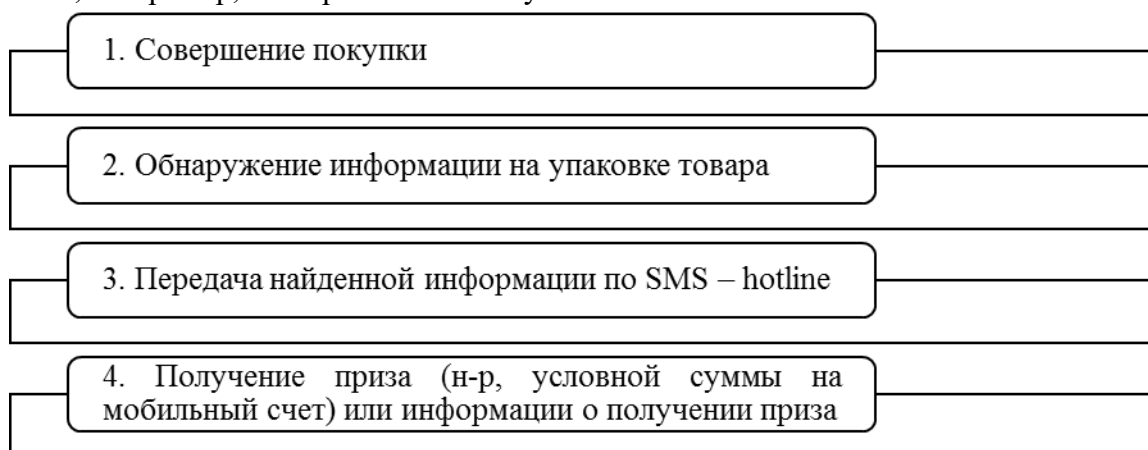 1. Совершение покупки
2. Обнаружение информации на упаковке товара
3. Передача найденной информации по SMS – hotline
4. Получение приза (н-р, условной суммы на
мобильный счет) или информации о получении приза